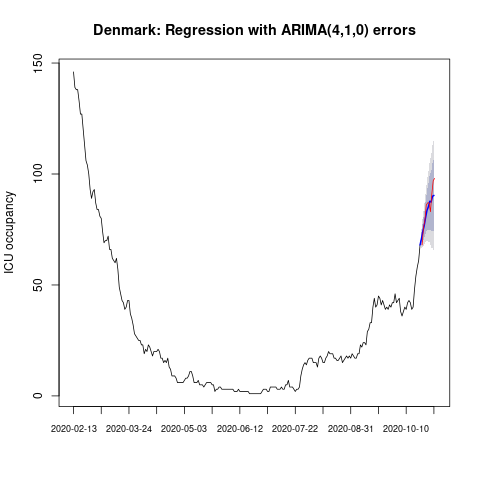 Denmark: Regression with ARIMA(4,1,0) errors
ICU occupancy
150
100
50
0
2020-02-13 2020-03-24 2020-05-03 2020-06-12 2020-07-22 2020-08-31 2020-10-10